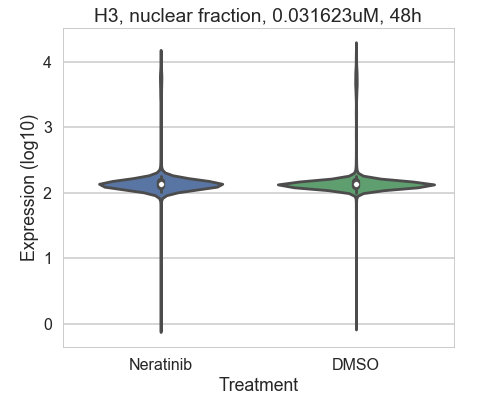 H3, nuclear fraction, 0.031623uM, 48h
4
3
2
1
0
Expression (log10)
Neratinib DMSO
Treatment